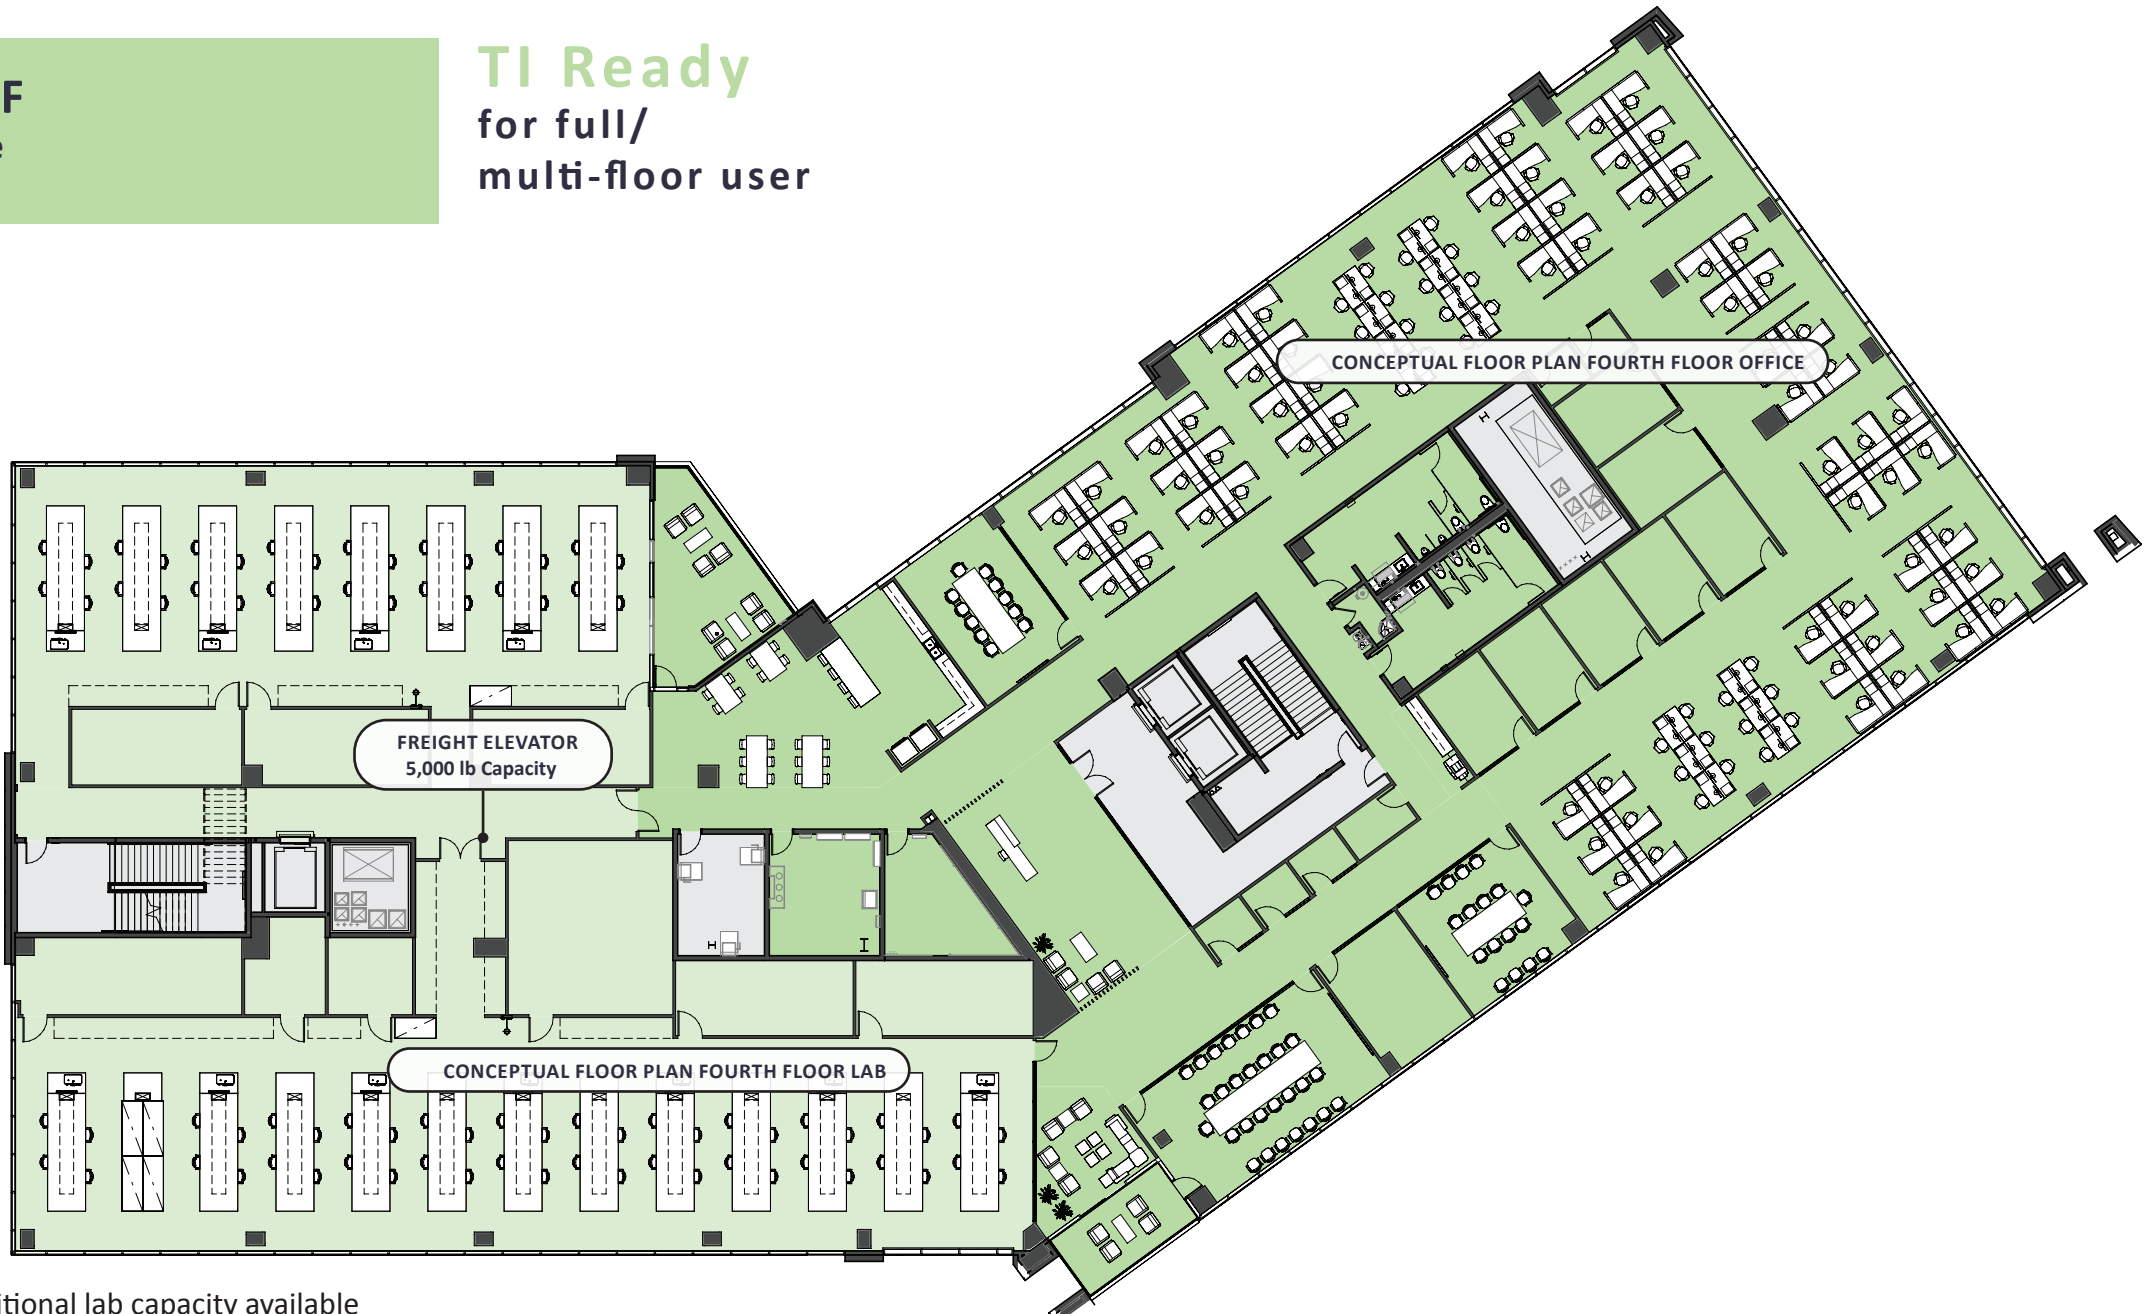 F
e
TI Ready
for full/
multi-floor user
CONCEPTUAL FLOOR PLAN FOURTH FLOOR OFFICE
FREIGHT ELEVATOR
5,000 lb Capacity
CONCEPTUAL FLOOR PLAN FOURTH FLOOR LAB
itional lab capacity available